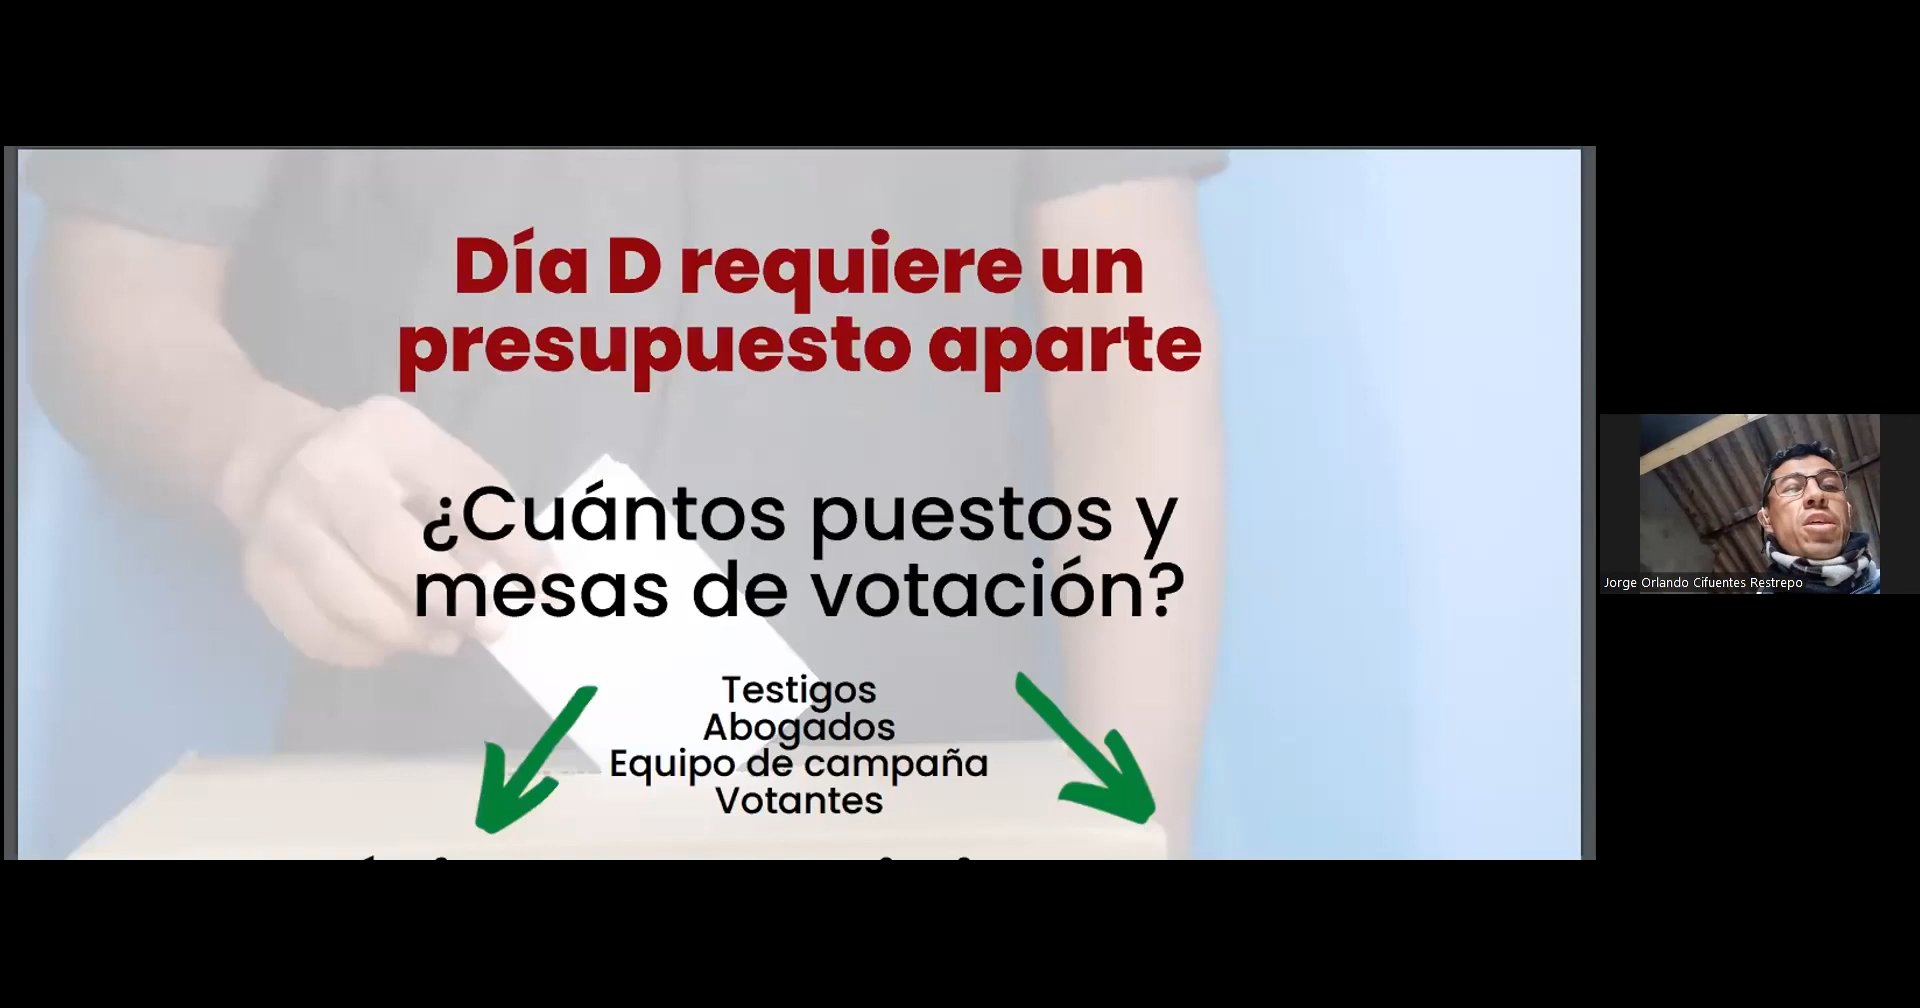 Día D requiere un
presupuesto aparte
¿Cuántos puestos y
mesas de votación?
Testigos
Abogados
Equipo de campaña
Votantes
Jorge Orlando Cifuentes Restrepo